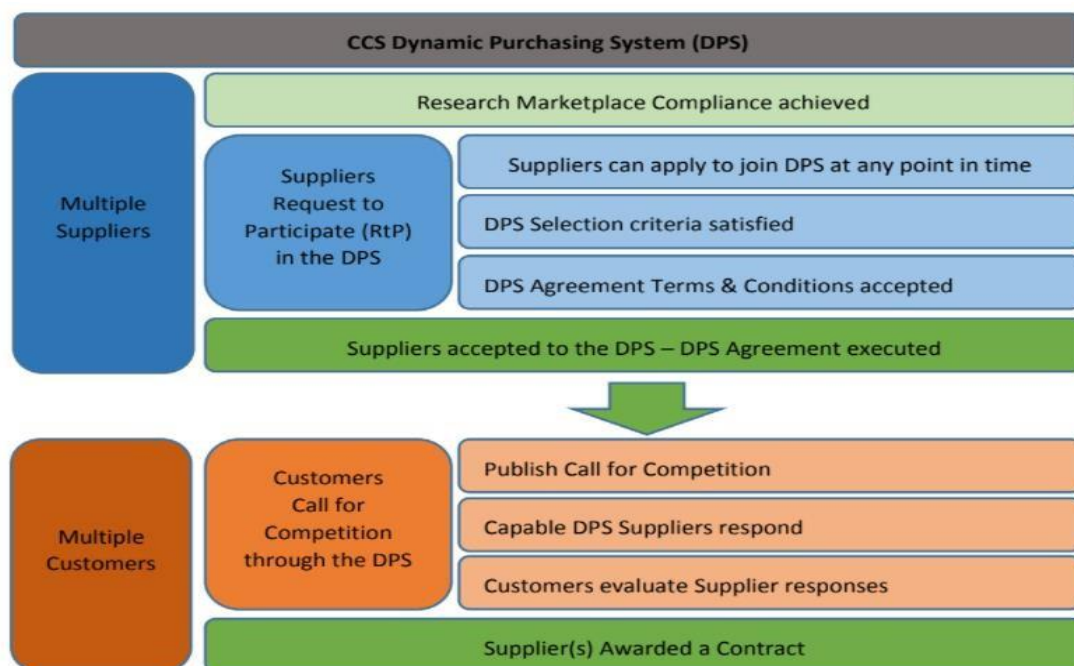 CCS Dynamic Purchasing System (DPS)
Multiple
Suppliers
Research Marketplace Compliance achieved
Suppliers
Request to
Participate (RtP)
in the DPS
Suppliers can apply to join DPS at any point in time
DPS Selection criteria satisfied
DPS Agreement Terms & Conditions accepted
Suppliers accepted to the DPS – DPS Agreement executed
Multiple
Customers
Customers
Call for
Competition
through the DPS
Publish Call for Competition
Capable DPS Suppliers respond
Customers evaluate Supplier responses
Supplier(s) Awarded a Contract